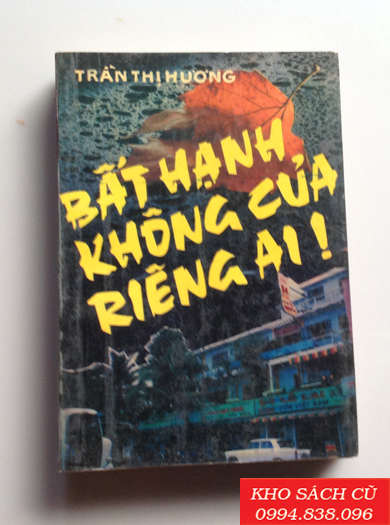 TRẦN THỊ HƯƠNG
BẤT HẠNH
KHÔNG CỦA
RIÊNG AI!
KHO SÁCH CŨ
0994.838.096